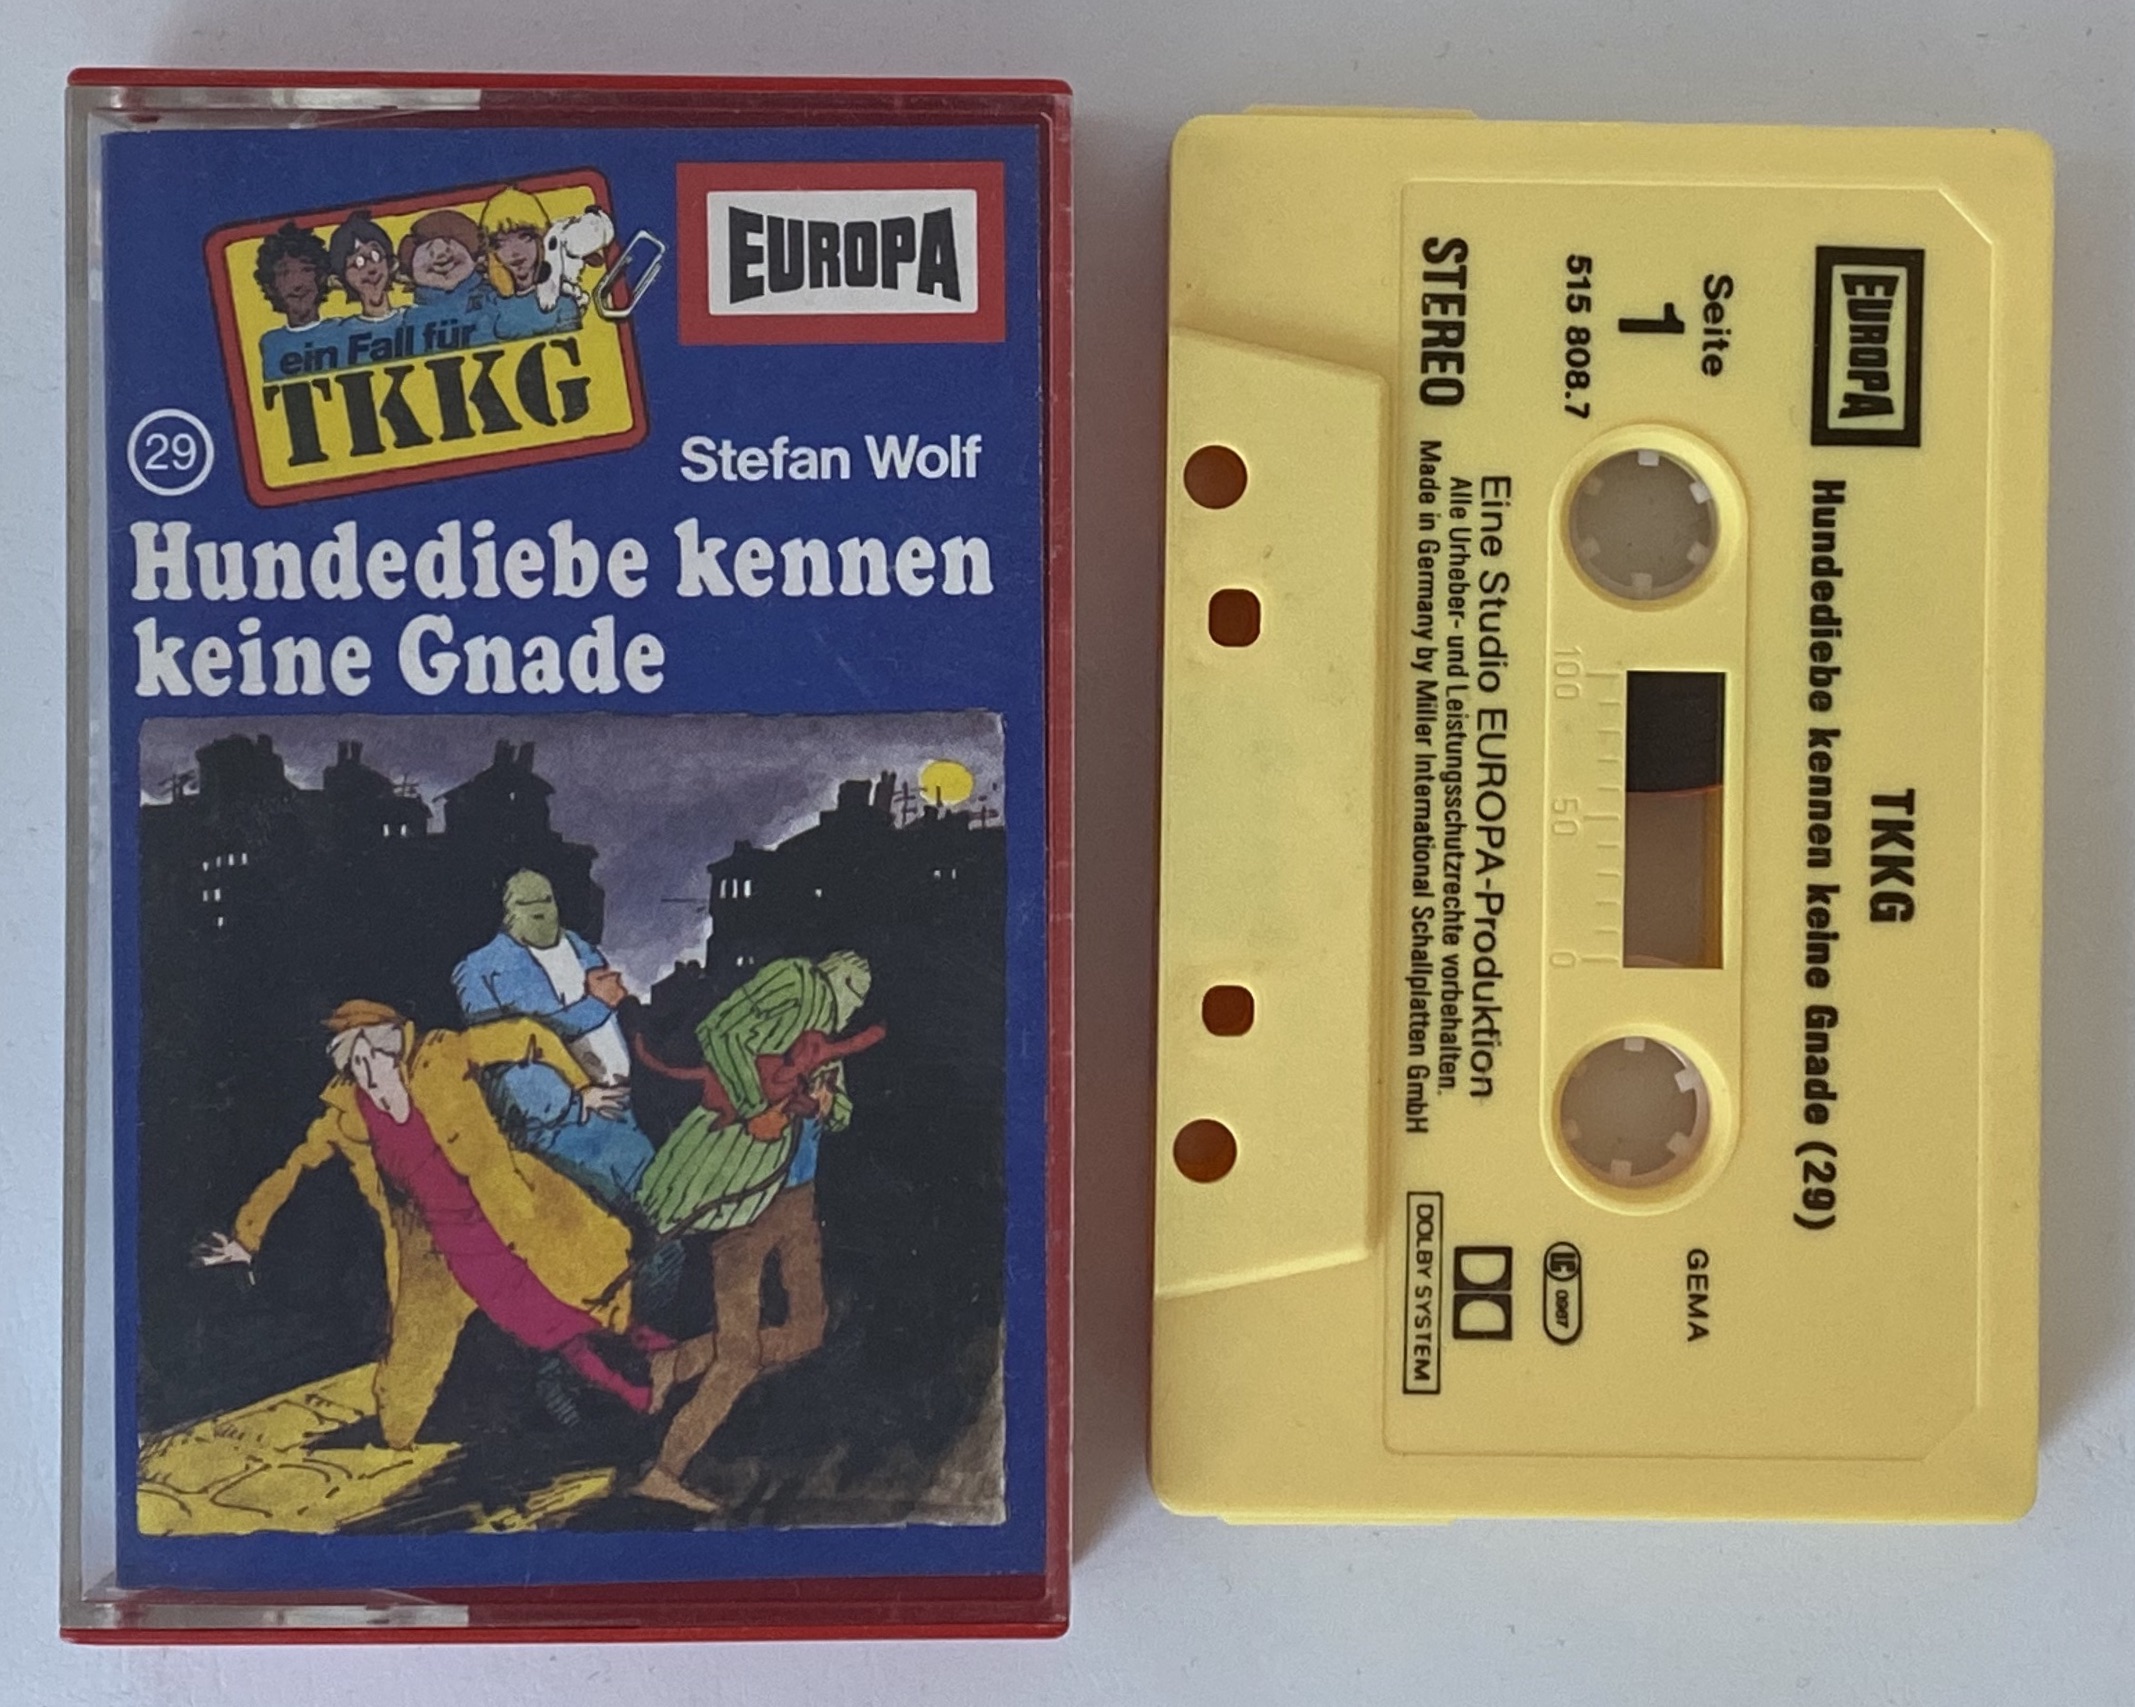 ein Fall für
TKKG
EUROPA
29
Stefan Wolf
Hundediebe kennen
keine Gnade
EUROPA
TKKG
Hundediebe kennen keine Gnade (29)
Seite
1
515 808.7
GEMA
LC 0967
STEREO
Eine Studio EUROPA-Produktion
Alle Urheber- und Leistungsschutzrechte vorbehalten.
Made in Germany by Miller International Schallplatten GmbH
DOLBY SYSTEM
100
50
0